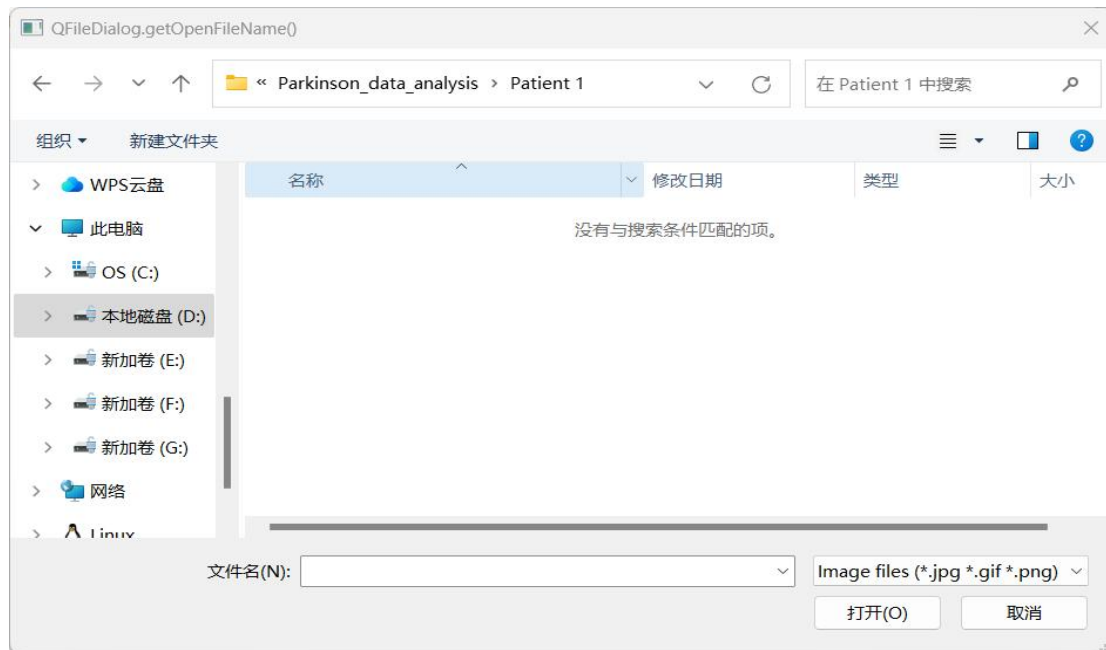 QFileDialog.getOpenFileName()
« Parkinson_data_analysis › Patient 1
在 Patient 1 中搜索
组织
新建文件夹
名称
修改日期
类型
大小
没有与搜索条件匹配的项。
WPS云盘
此电脑
OS (C:)
本地磁盘 (D:)
新加卷 (E:)
新加卷 (F:)
新加卷 (G:)
网络
Linux
文件名(N):
Image files (*.jpg *.gif *.png)
打开(O)
取消